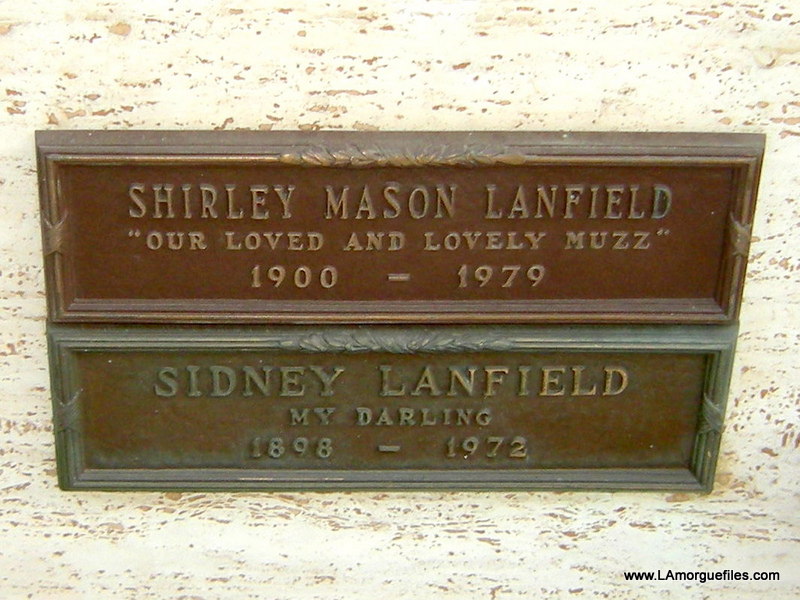 SHIRLEY MASON LANFIELD
"OUR LOVED AND LOVELY MUZZ"
1900 – 1979
SIDNEY LANFIELD
MY DARLING
1898 – 1972
www.LAmorguefiles.com